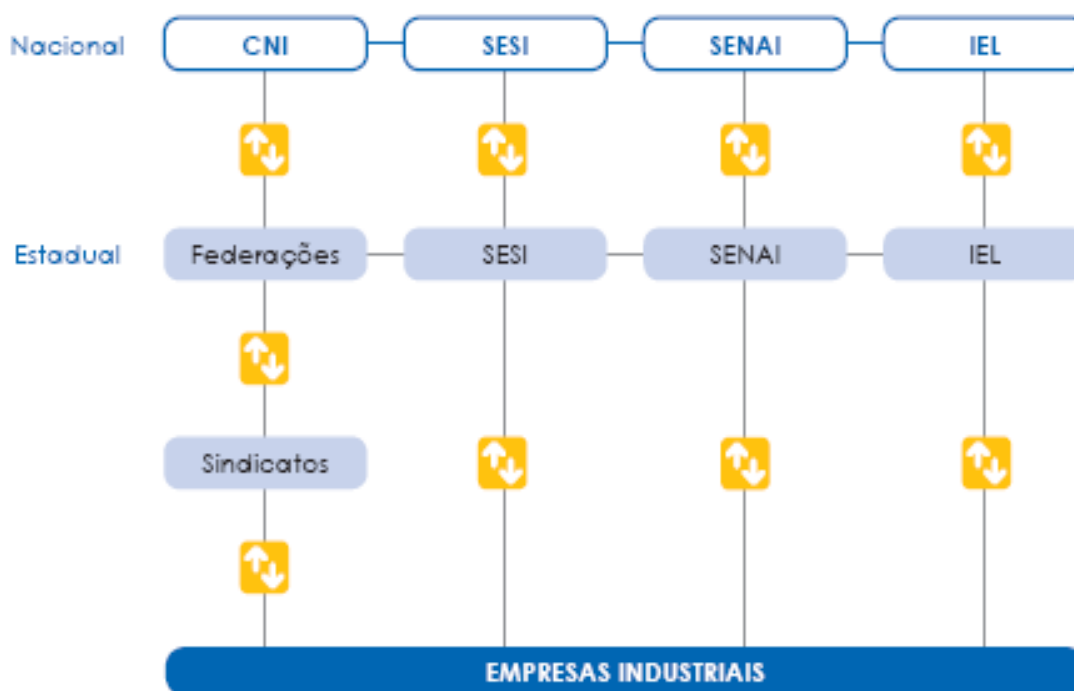 Nacional CNI SESI SENAI IEL
Estadual Federações SESI SENAI IEL
Sindicatos
EMPRESAS INDUSTRIAIS